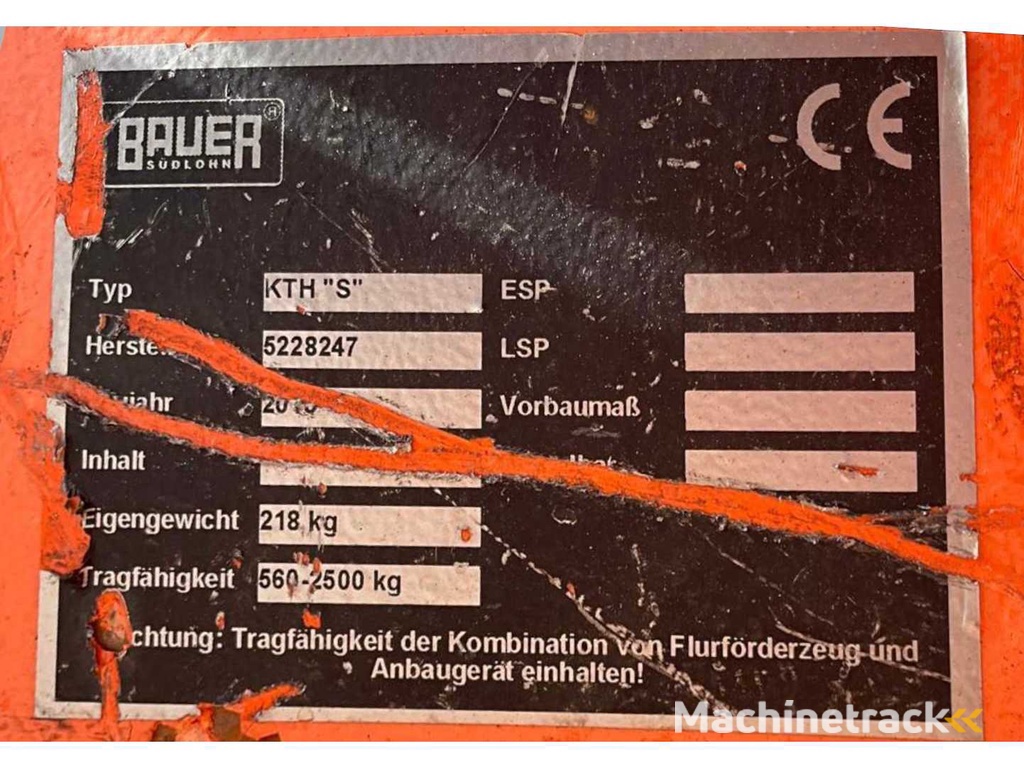 BAUER®
SÜDLOHN
CE
Typ KTH "S" ESP
5228247 LSP
Vorbaumaß
Inhalt
Eigengewicht 218 kg
Tragfähigkeit 560-2500 kg
Achtung: Tragfähigkeit der Kombination von Flurförderzeug und
Anbaugerät einhalten!
Machinetrack